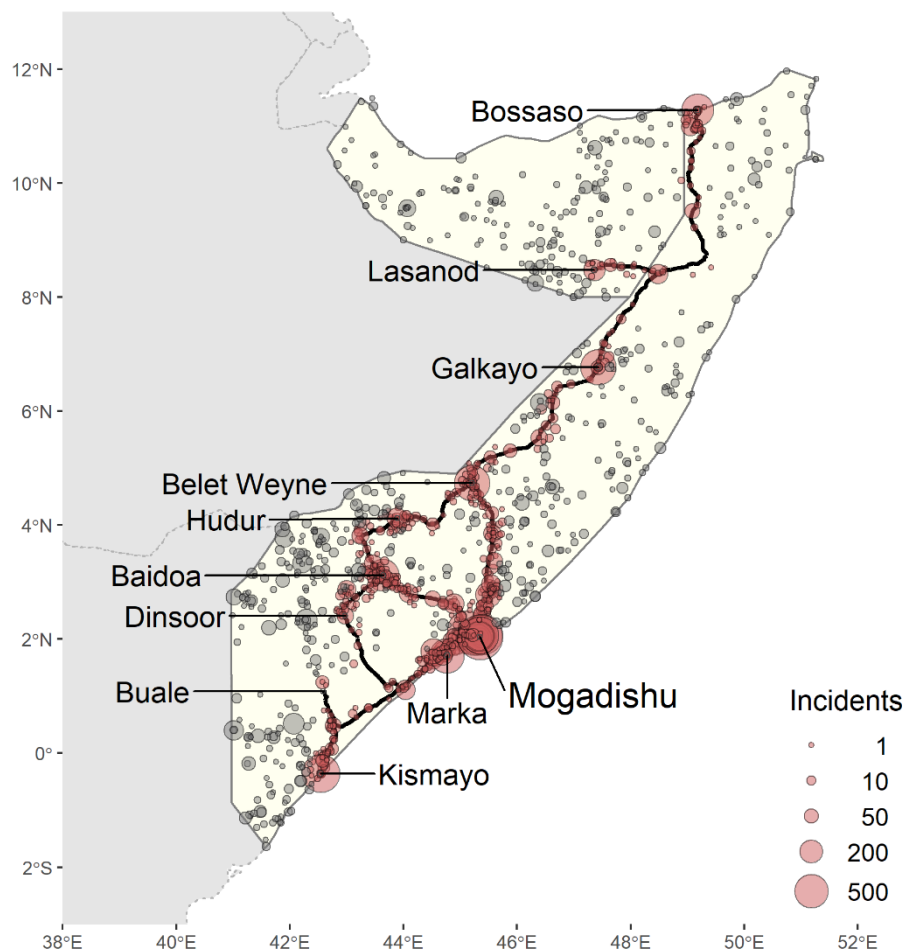 12°N
Bossaso
10°N
Lasanod
8°N
Galkayo
6°N
Belet Weyne
Hudur
4°N
Baidoa
Dinsoor
2°N
Buale
Mogadishu
Marka
Incidents
0°
1
Kismayo
10
50
2°S
200
500
38°E 40°E 42°E 44°E 46°E 48°E 50°E 52°E